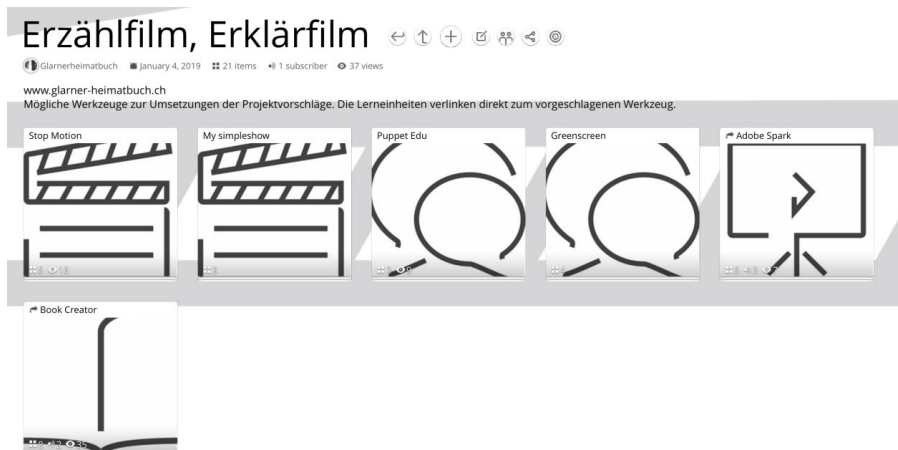 Erzählfilm, Erklärfilm
Glarnerheimatbuch January 4, 2019 21 items 1 subscriber 37 views
www.glarner-heimatbuch.ch
Mögliche Werkzeuge zur Umsetzungen der Projektvorschläge. Die Lerneinheiten verlinken direkt zum vorgeschlagenen Werkzeug.
Stop Motion
My simpleshow
Puppet Edu
Greenscreen
Adobe Spark
16
Book Creator
35